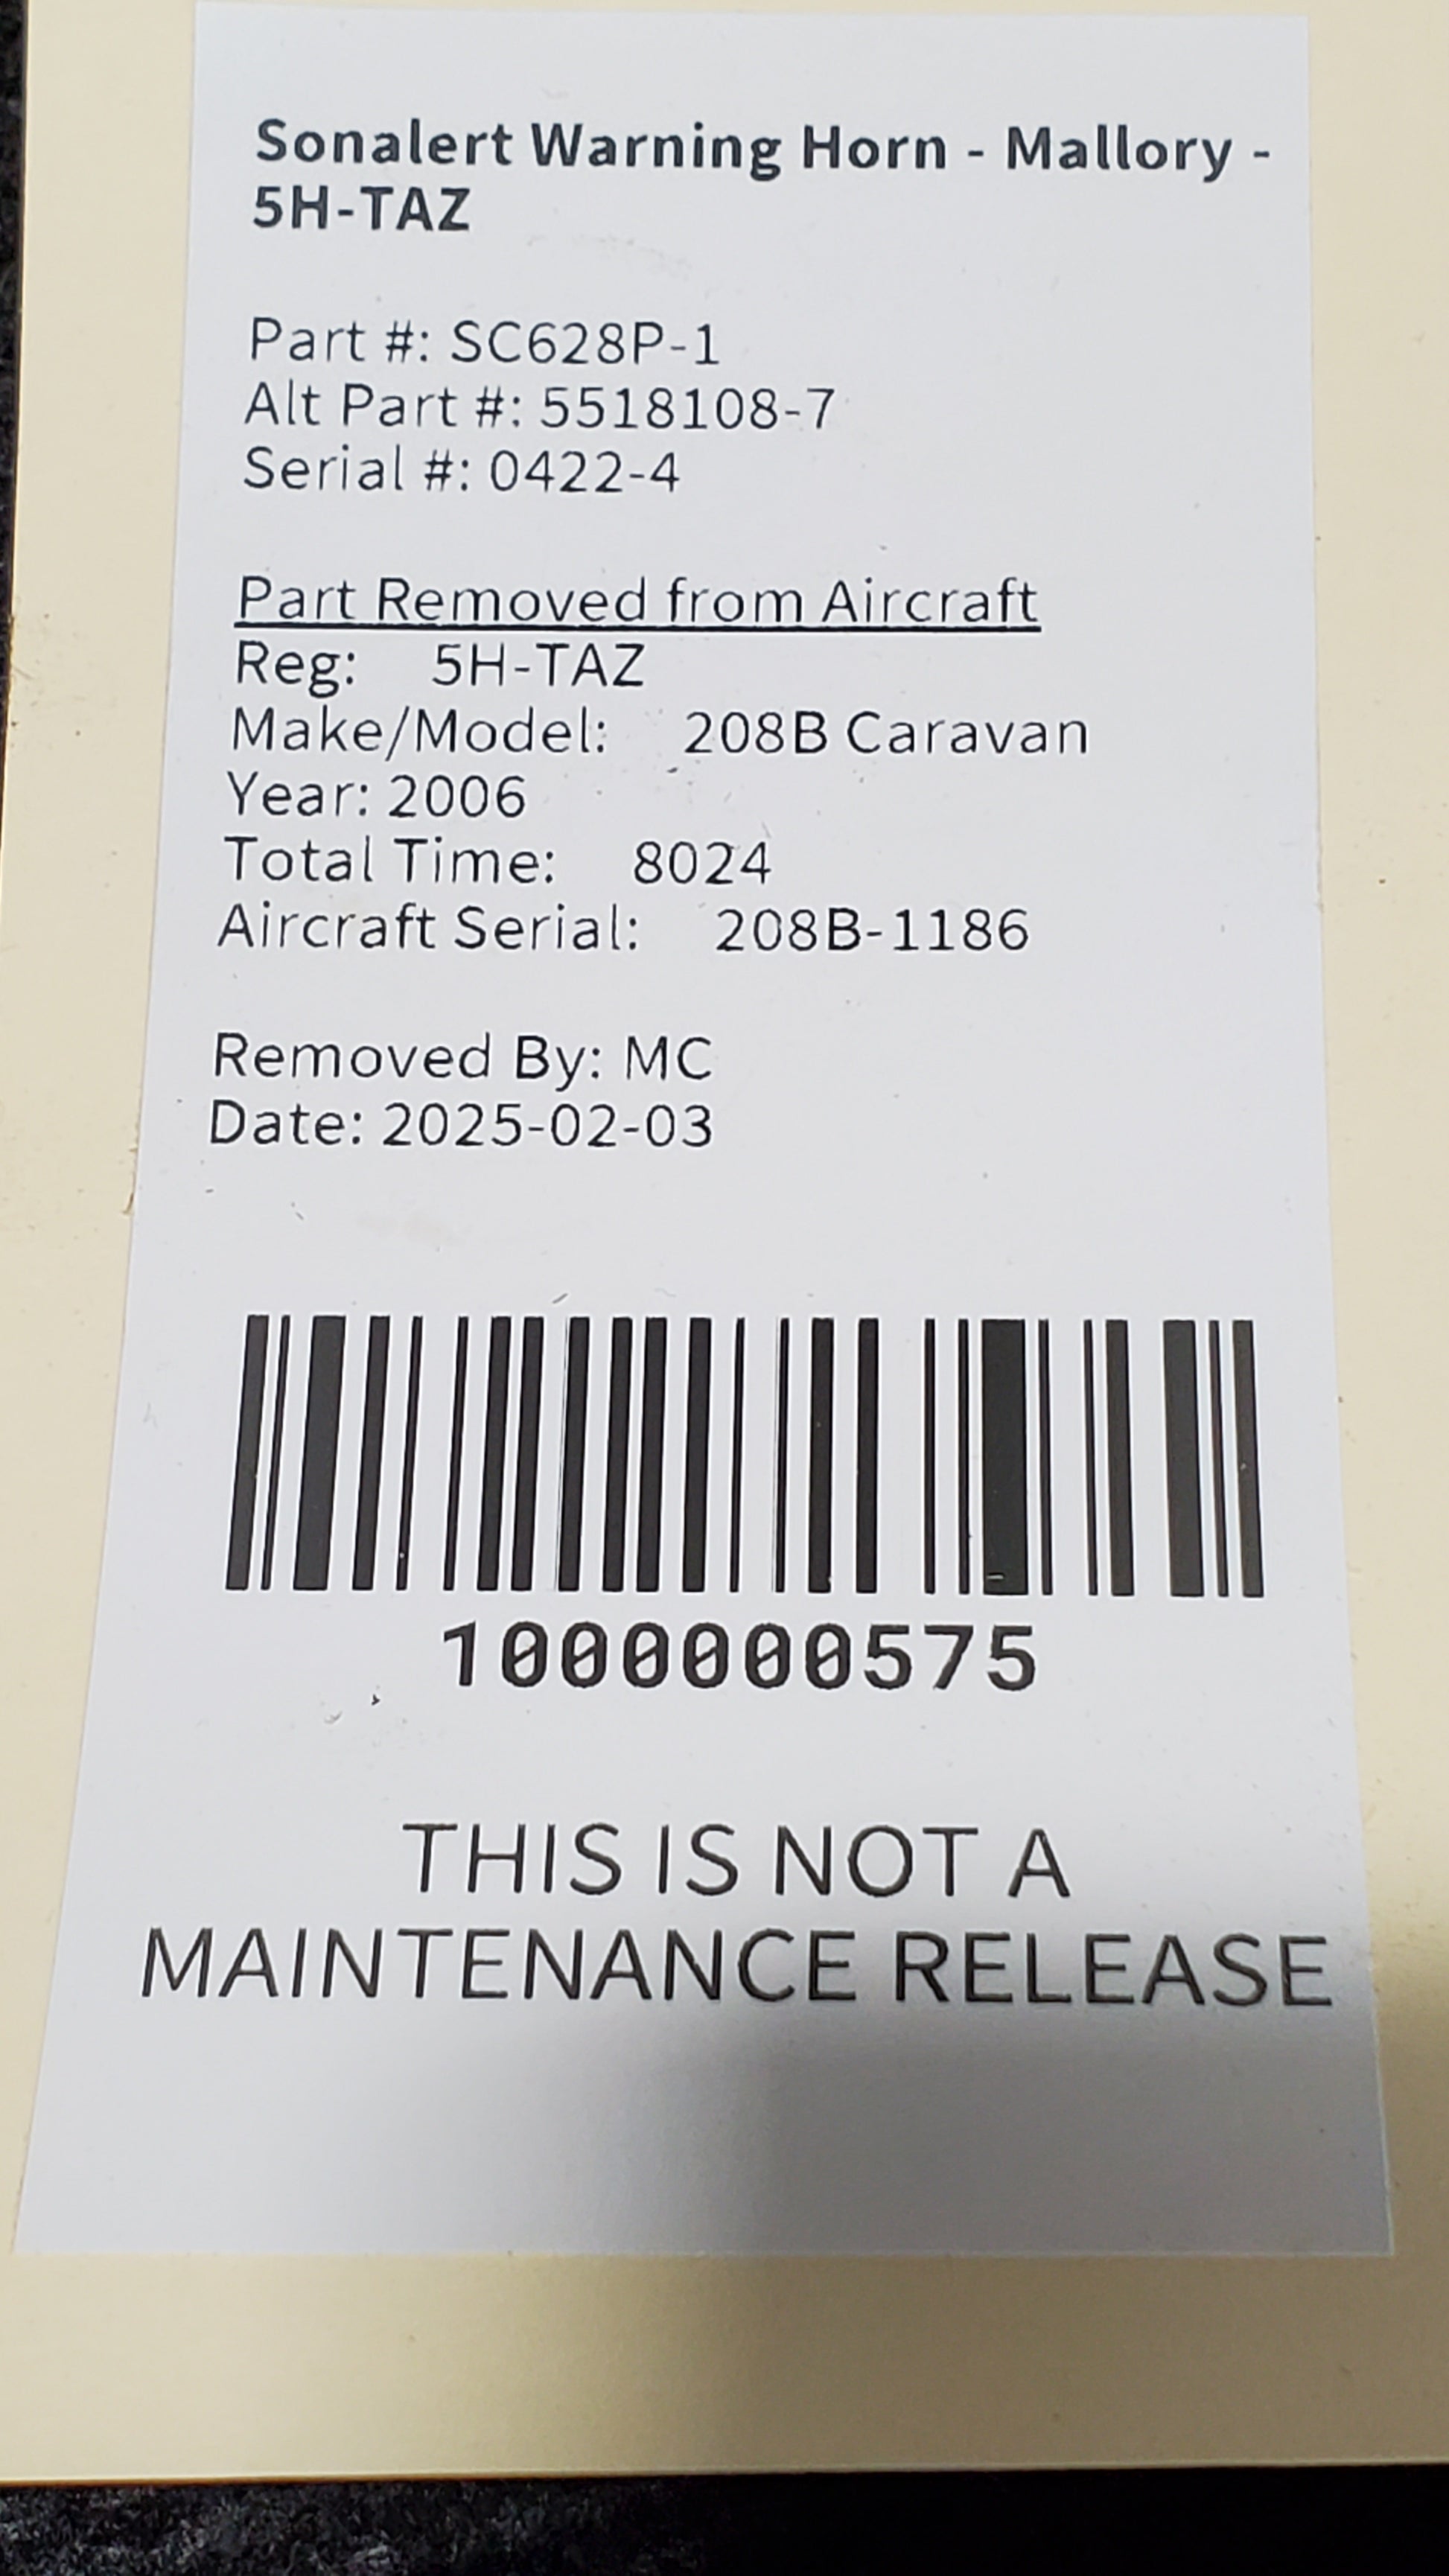 Sonalert Warning Horn - Mallory -
5H-TAZ
Part #: SC628P-1
Alt Part #: 5518108-7
Serial #: 0422-4
Part Removed from Aircraft
Reg: 5H-TAZ
Make/Model: 208B Caravan
Year: 2006
Total Time: 8024
Aircraft Serial: 208B-1186
Removed By: MC
Date: 2025-02-03
1000000575
THIS IS NOT A
MAINTENANCE RELEASE